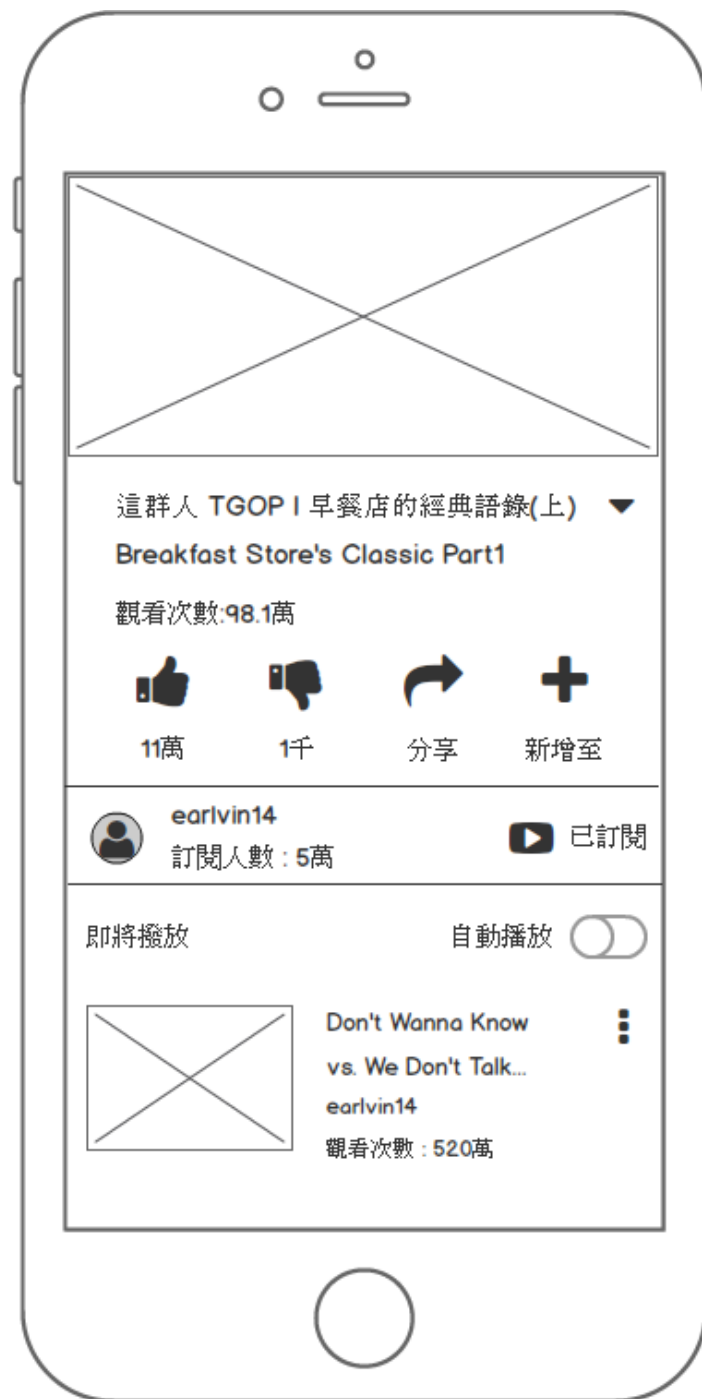 這群人 TGOP I 早餐店的經典語錄(上)
Breakfast Store's Classic Part1
觀看次數:98.1萬
11萬
1千
分享
新增至
earlvin14
訂閱人數 : 5萬
已訂閱
即將撥放
自動播放
Don't Wanna Know
vs. We Don't Talk...
earlvin14
觀看次數 : 520萬